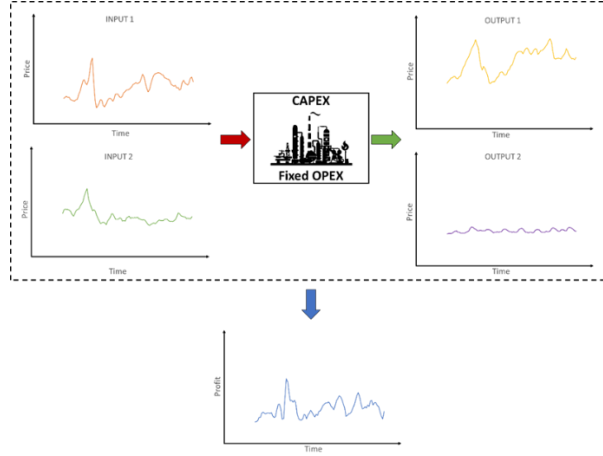 INPUT 1
Price
Time
INPUT 2
Price
Time
CAPEX
Fixed OPEX
OUTPUT 1
Price
Time
OUTPUT 2
Price
Time
Profit
Time